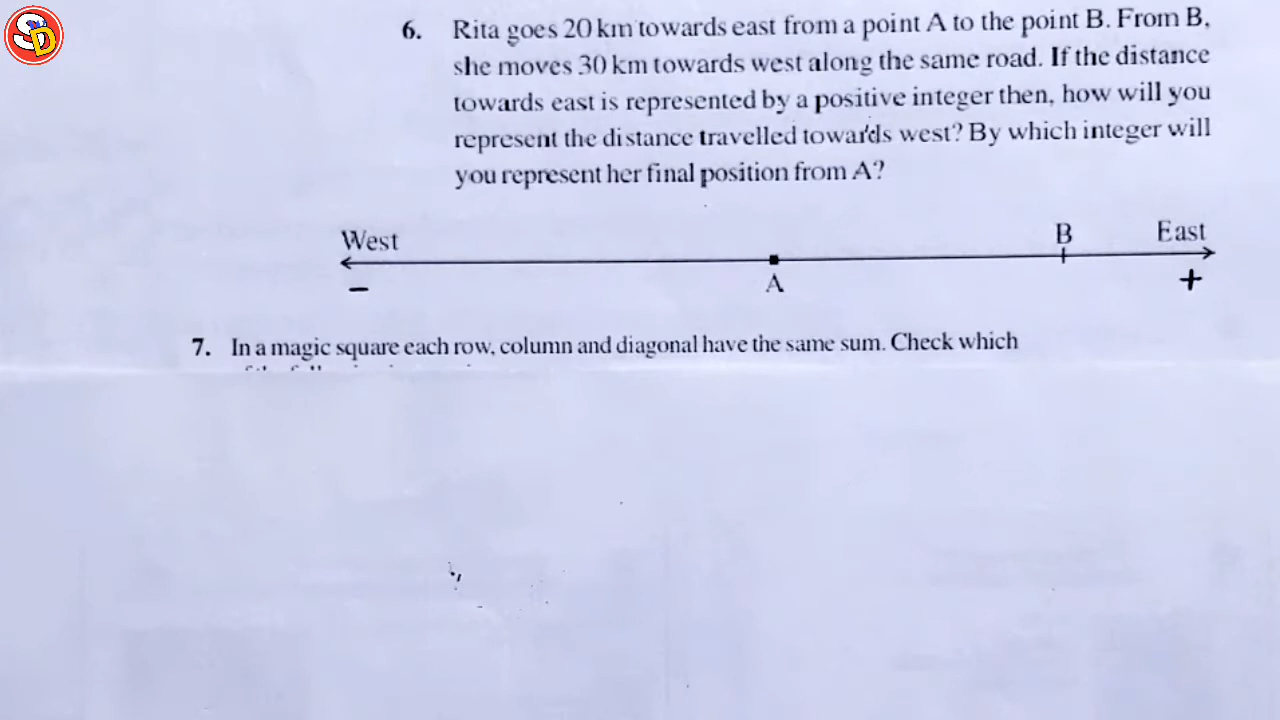 SD
6. Rita goes 20 km towards east from a point A to the point B. From B,
she moves 30 km towards west along the same road. If the distance
towards east is represented by a positive integer then, how will you
represent the distance travelled towards west? By which integer will
you represent her final position from A?
West B East
− A +
7. In a magic square each row, column and diagonal have the same sum. Check which